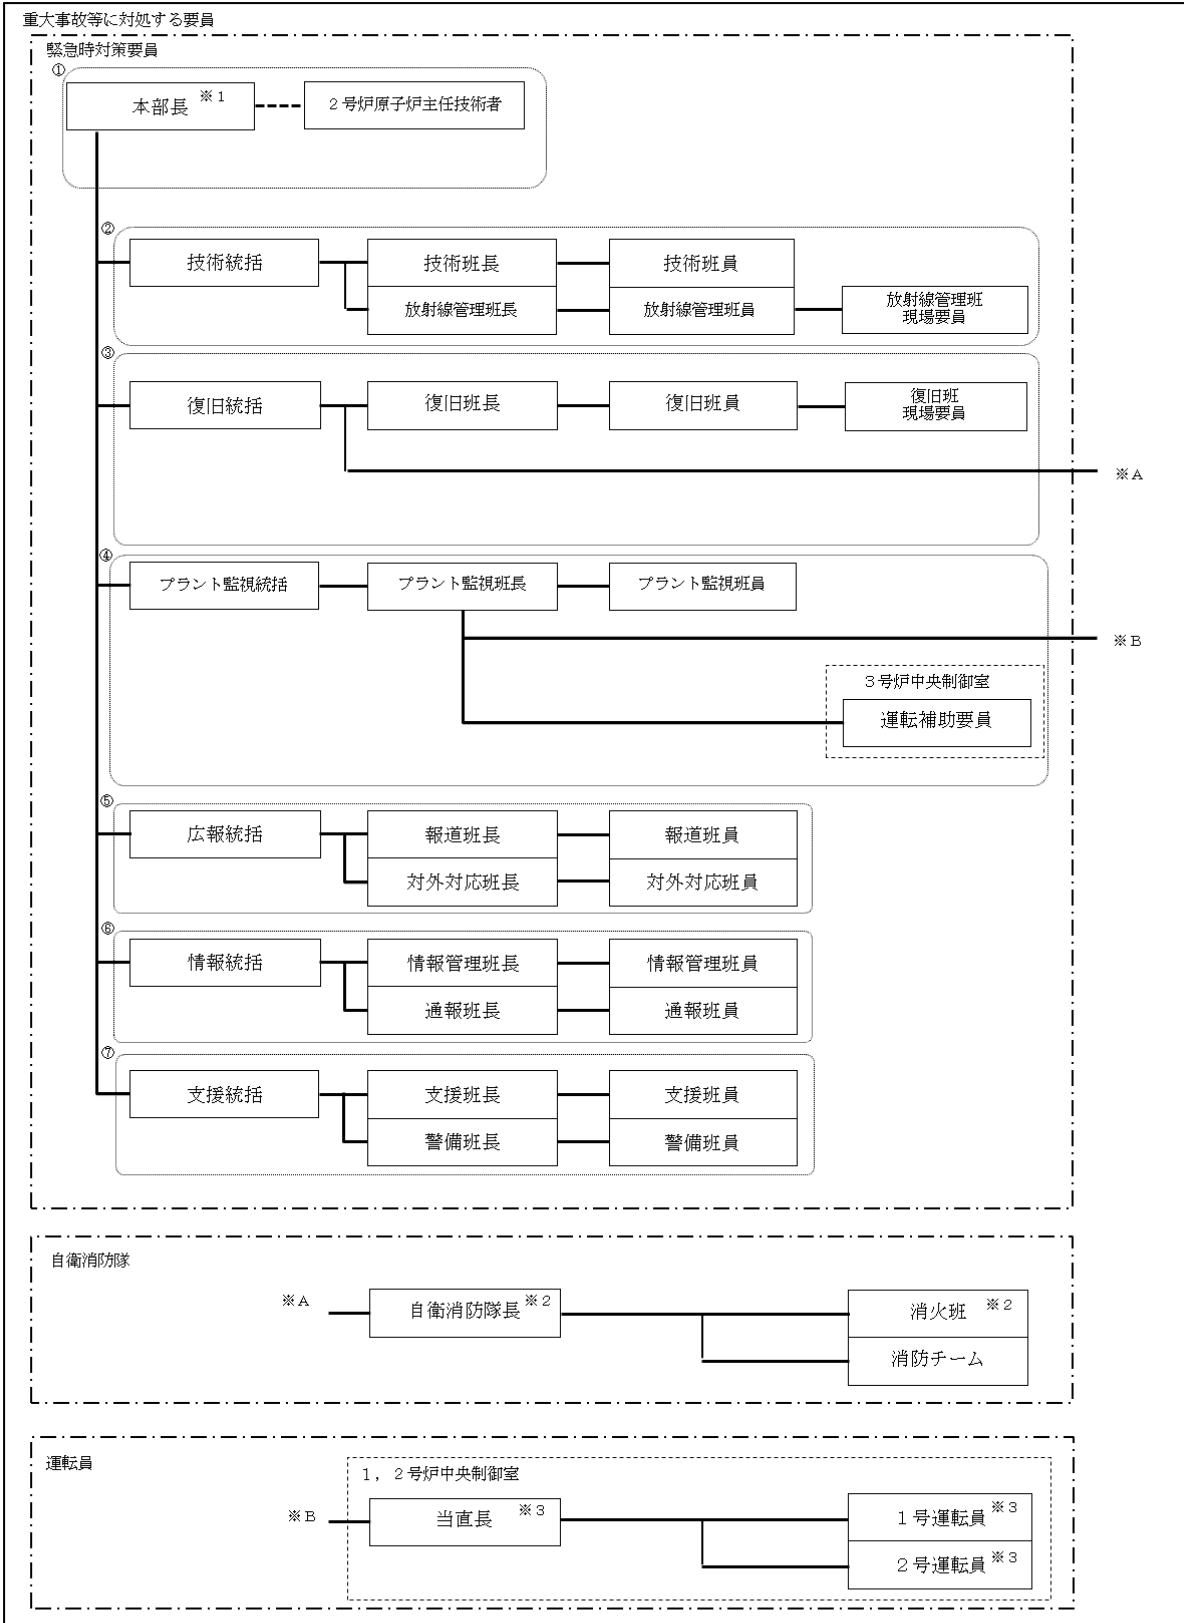 重大事故等に対処する要員
緊急時対策要員
①
本部長 ※1
2号炉原子炉主任技術者
②
技術統括
技術班長
技術班員
放射線管理班長
放射線管理班員
放射線管理班
現場要員
③
復旧統括
復旧班長
復旧班員
復旧班
現場要員
※A
④
プラント監視統括
プラント監視班長
プラント監視班員
※B
3号炉中央制御室
運転補助要員
⑤
広報統括
報道班長
報道班員
対外対応班長
対外対応班員
⑥
情報統括
情報管理班長
情報管理班員
通報班長
通報班員
⑦
支援統括
支援班長
支援班員
警備班長
警備班員
自衛消防隊
※A
自衛消防隊長 ※2
消火班 ※2
消防チーム
運転員
1,2号炉中央制御室
※B
当直長 ※3
1号運転員 ※3
2号運転員 ※3